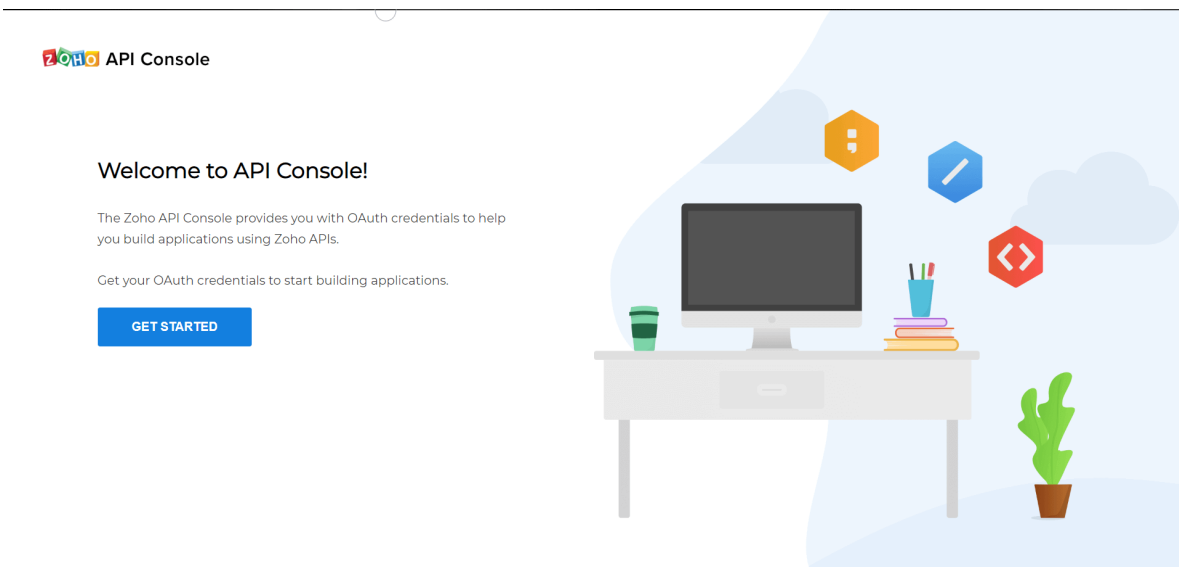 ZOHO API Console
Welcome to API Console!
The Zoho API Console provides you with OAuth credentials to help
you build applications using Zoho APIs.
Get your OAuth credentials to start building applications.
GET STARTED